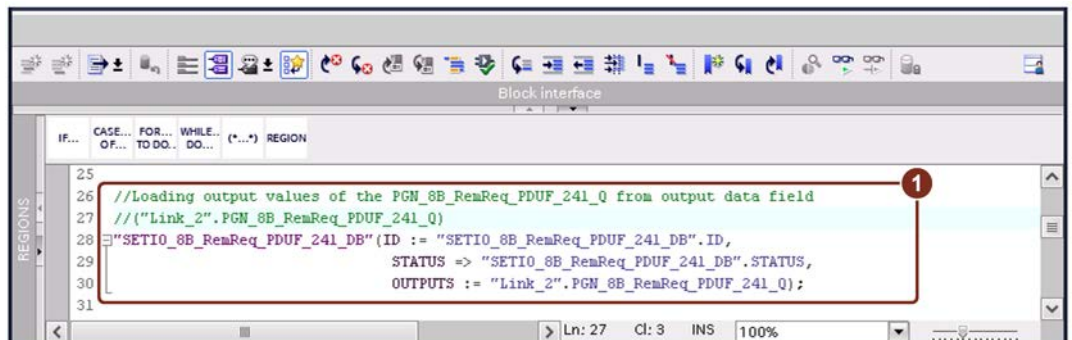 Block interface
IF... CASE... FOR... WHILE.. (*...*) REGION
OF... TO DO.. DO...
REGIONS
25
1
26 //Loading output values of the PGN_8B_RemReq_PDUF_241_Q from output data field
27 //("Link_2".PGN_8B_RemReq_PDUF_241_Q)
28 "SETIO_8B_RemReq_PDUF_241_DB"(ID := "SETIO_8B_RemReq_PDUF_241_DB".ID,
29 STATUS => "SETIO_8B_RemReq_PDUF_241_DB".STATUS,
30 OUTPUTS := "Link_2".PGN_8B_RemReq_PDUF_241_Q);
31
Ln: 27 Cl: 3 INS 100%